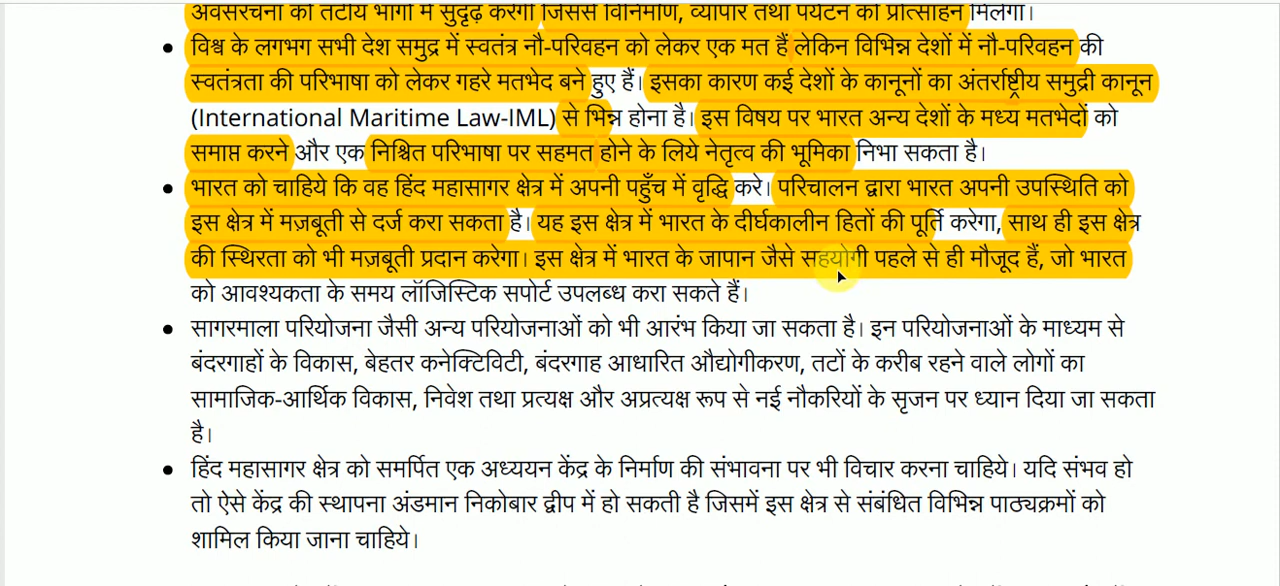 अवसंरचना को तटीय भागों में सुदृढ़ करेगी जिससे विनिर्माण, व्यापार तथा पर्यटन को प्रोत्साहन मिलेगा।
विश्व के लगभग सभी देश समुद्र में स्वतंत्र नौ-परिवहन को लेकर एक मत हैं लेकिन विभिन्न देशों में नौ-परिवहन की
स्वतंत्रता की परिभाषा को लेकर गहरे मतभेद बने हुए हैं। इसका कारण कई देशों के कानूनों का अंतर्राष्ट्रीय समुद्री कानून
(International Maritime Law-IML) से भिन्न होना है। इस विषय पर भारत अन्य देशों के मध्य मतभेदों को
समाप्त करने और एक निश्चित परिभाषा पर सहमत होने के लिये नेतृत्व की भूमिका निभा सकता है।
भारत को चाहिये कि वह हिंद महासागर क्षेत्र में अपनी पहुँच में वृद्धि करे। परिचालन द्वारा भारत अपनी उपस्थिति को
इस क्षेत्र में मज़बूती से दर्ज करा सकता है। यह इस क्षेत्र में भारत के दीर्घकालीन हितों की पूर्ति करेगा, साथ ही इस क्षेत्र
की स्थिरता को भी मज़बूती प्रदान करेगा। इस क्षेत्र में भारत के जापान जैसे सहयोगी पहले से ही मौजूद हैं, जो भारत
को आवश्यकता के समय लॉजिस्टिक सपोर्ट उपलब्ध करा सकते हैं।
सागरमाला परियोजना जैसी अन्य परियोजनाओं को भी आरंभ किया जा सकता है। इन परियोजनाओं के माध्यम से
बंदरगाहों के विकास, बेहतर कनेक्टिविटी, बंदरगाह आधारित औद्योगीकरण, तटों के करीब रहने वाले लोगों का
सामाजिक-आर्थिक विकास, निवेश तथा प्रत्यक्ष और अप्रत्यक्ष रूप से नई नौकरियों के सृजन पर ध्यान दिया जा सकता
है।
हिंद महासागर क्षेत्र को समर्पित एक अध्ययन केंद्र के निर्माण की संभावना पर भी विचार करना चाहिये। यदि संभव हो
तो ऐसे केंद्र की स्थापना अंडमान निकोबार द्वीप में हो सकती है जिसमें इस क्षेत्र से संबंधित विभिन्न पाठ्यक्रमों को
शामिल किया जाना चाहिये।